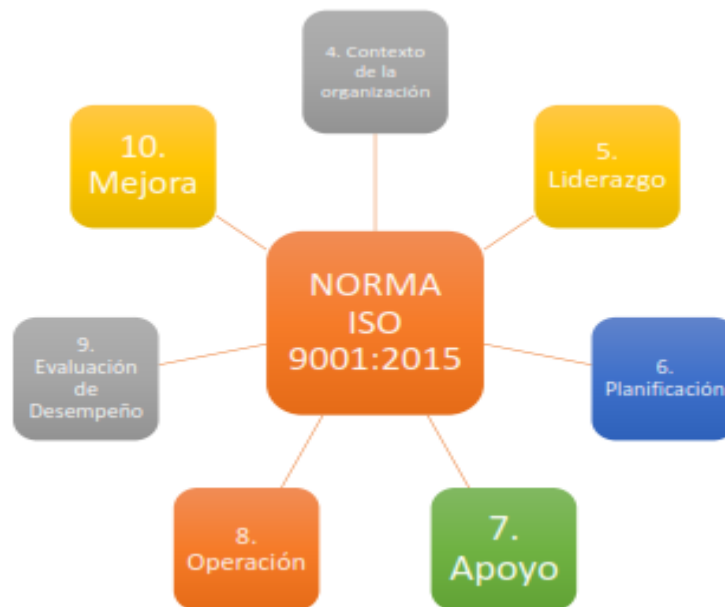 4. Contexto
de la
organización
10.
Mejora
5.
Liderazgo
NORMA
ISO
9001:2015
9.
Evaluación
de
Desempeño
6.
Planificación
8.
Operación
7.
Apoyo